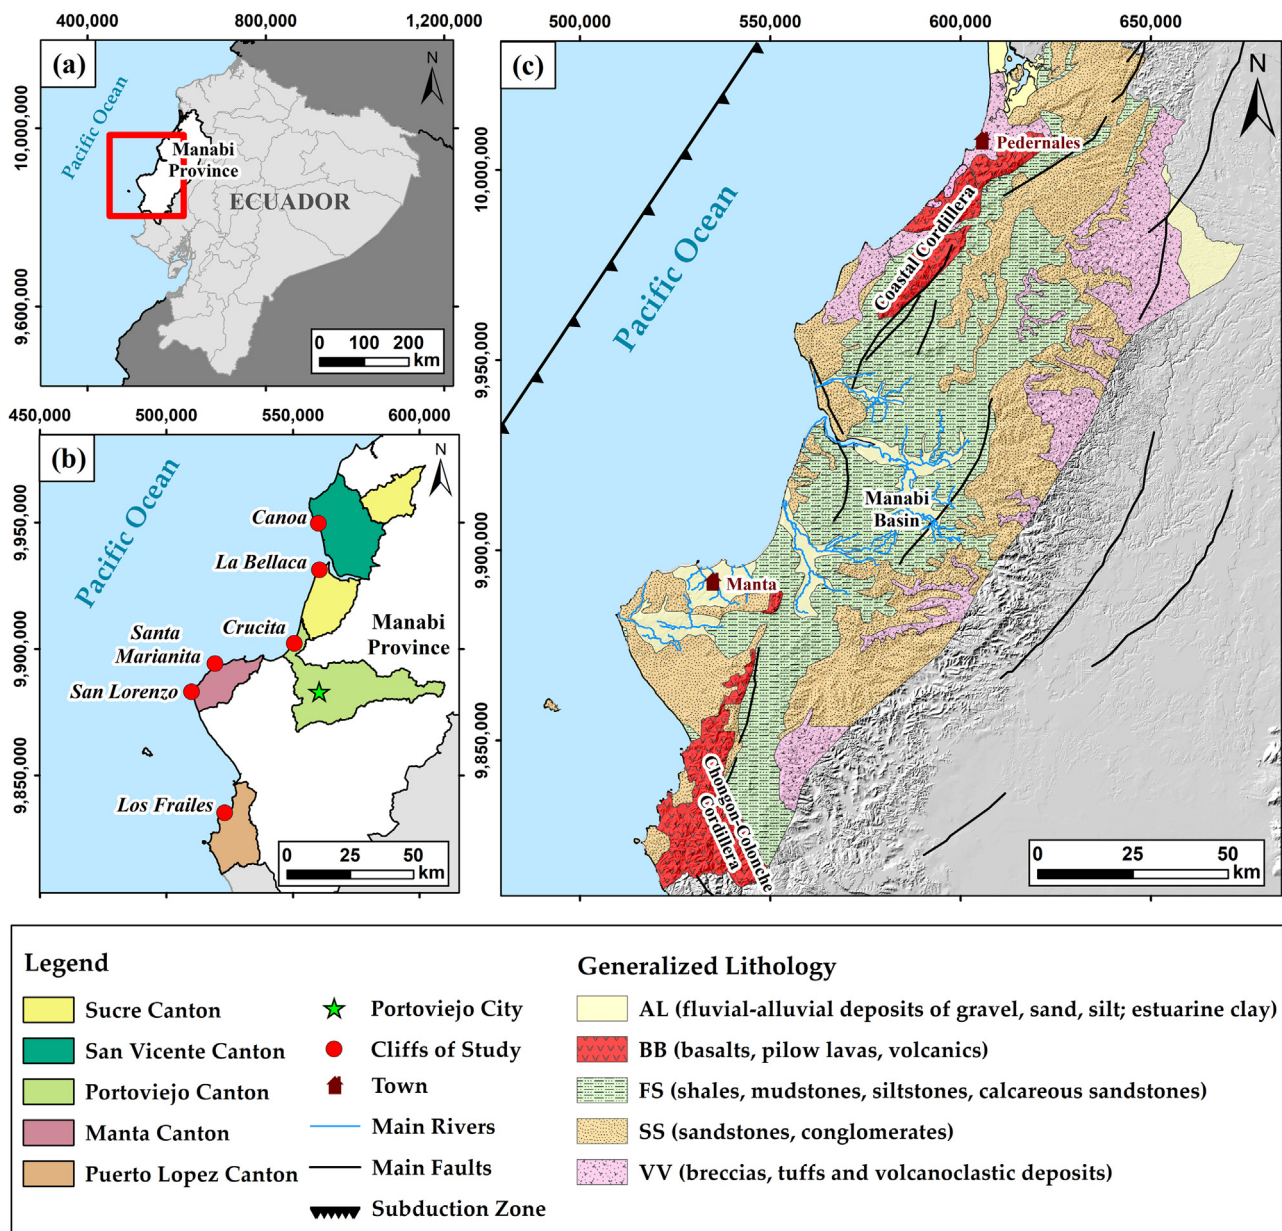 400,000
800,000
1,200,000
(a)
N
Pacific Ocean
10,000,000
9,600,000
Manabi
Province
ECUADOR
0 100 200
km
450,000
500,000
550,000
600,000
(b)
N
Pacific Ocean
9,950,000
9,900,000
9,850,000
Canoa
La Bellaca
Crucita
Santa
Marianita
San Lorenzo
Los Frailes
Manabi
Province
0 25 50
km
500,000
550,000
600,000
650,000
(c)
N
Pacific Ocean
10,000,000
9,950,000
9,900,000
9,850,000
Pedernales
Coastal Cordillera
Manabi
Basin
Manta
Chongon-Colonche
Cordillera
0 25 50
km
Legend
Sucre Canton
San Vicente Canton
Portoviejo Canton
Manta Canton
Puerto Lopez Canton
Portoviejo City
Cliffs of Study
Town
Main Rivers
Main Faults
Subduction Zone
Generalized Lithology
AL (fluvial-alluvial deposits of gravel, sand, silt; estuarine clay)
BB (basalts, pilow lavas, volcanics)
FS (shales, mudstones, siltstones, calcareous sandstones)
SS (sandstones, conglomerates)
VV (breccias, tuffs and volcanoclastic deposits)